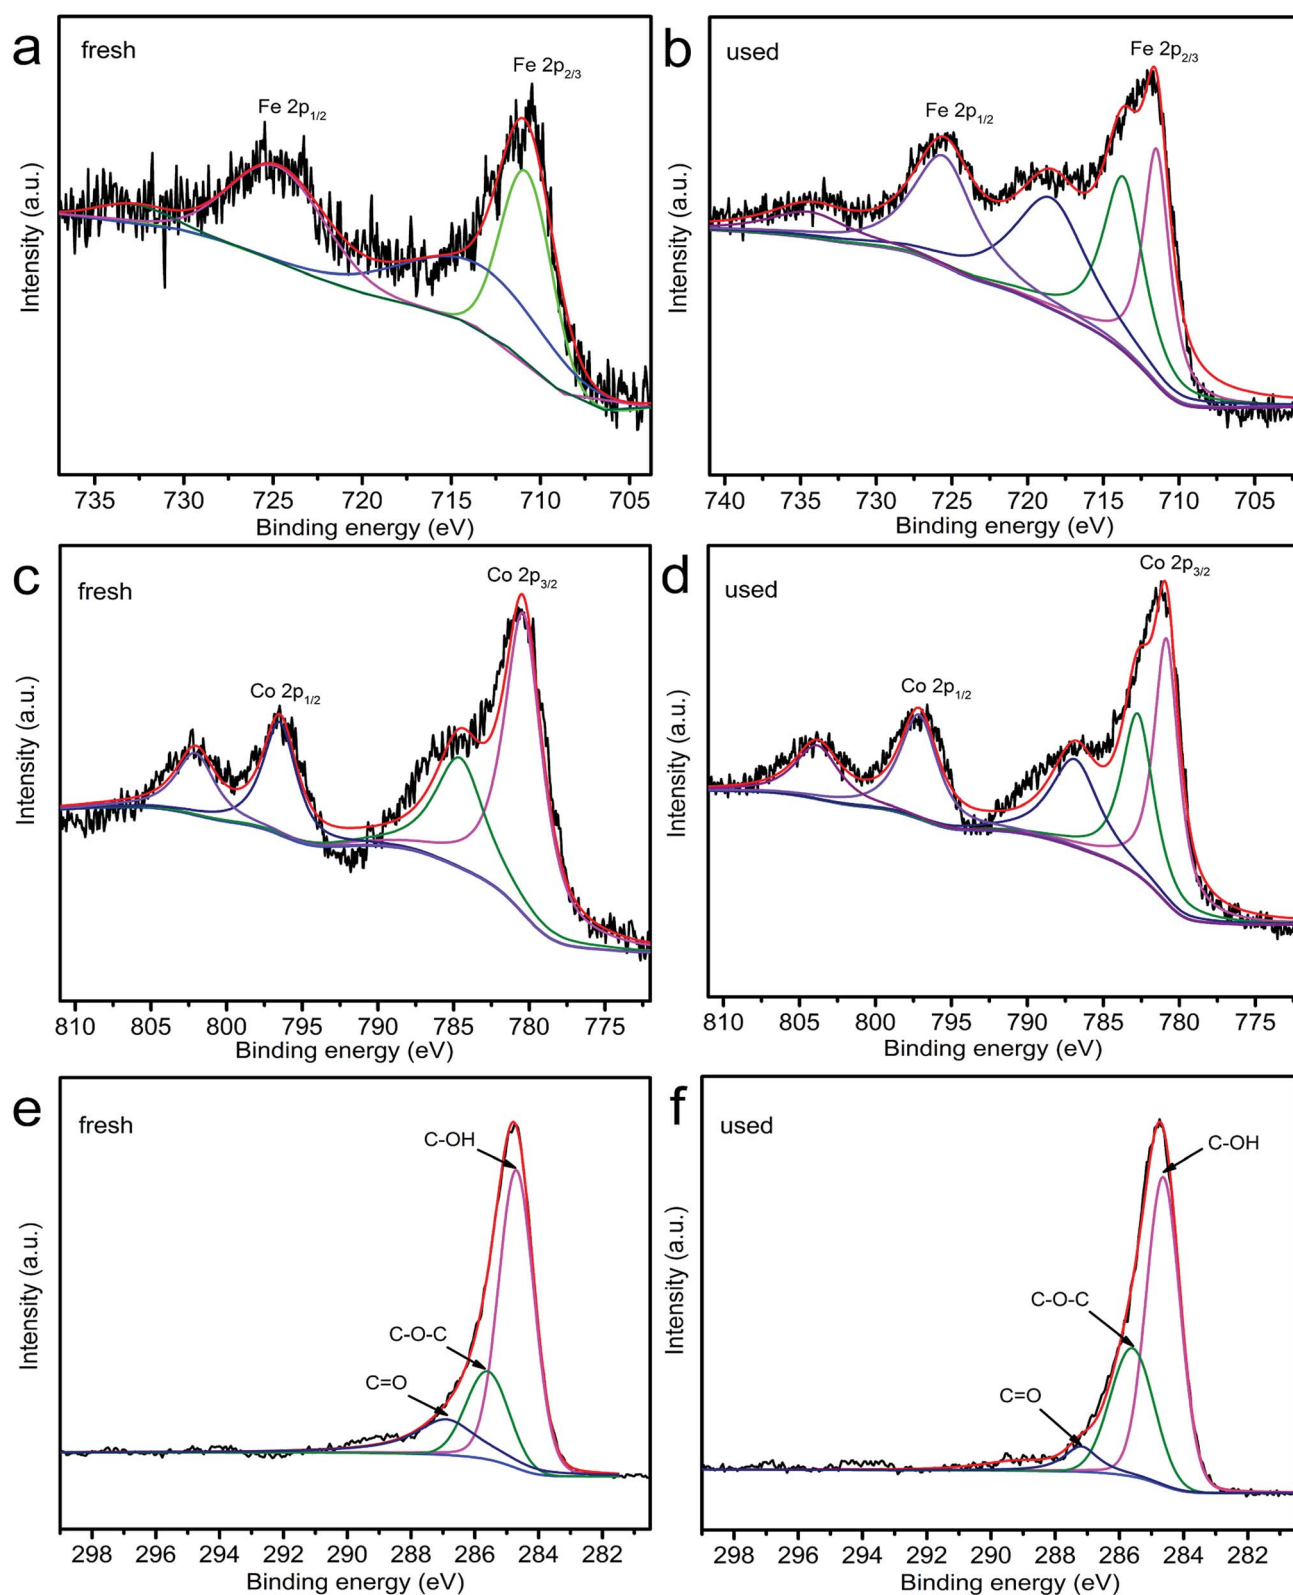 a
fresh
Fe 2p1/2
Fe 2p2/3
Intensity (a.u.)
735 730 725 720 715 710 705
Binding energy (eV)
b
used
Fe 2p1/2
Fe 2p2/3
Intensity (a.u.)
740 735 730 725 720 715 710 705
Binding energy (eV)
c
fresh
Co 2p1/2
Co 2p3/2
Intensity (a.u.)
810 805 800 795 790 785 780 775
Binding energy (eV)
d
used
Co 2p1/2
Co 2p3/2
Intensity (a.u.)
810 805 800 795 790 785 780 775
Binding energy (eV)
e
fresh
C-OH
C-O-C
C=O
Intensity (a.u.)
298 296 294 292 290 288 286 284 282
Binding energy (eV)
f
used
C-OH
C-O-C
C=O
Intensity (a.u.)
298 296 294 292 290 288 286 284 282
Binding energy (eV)